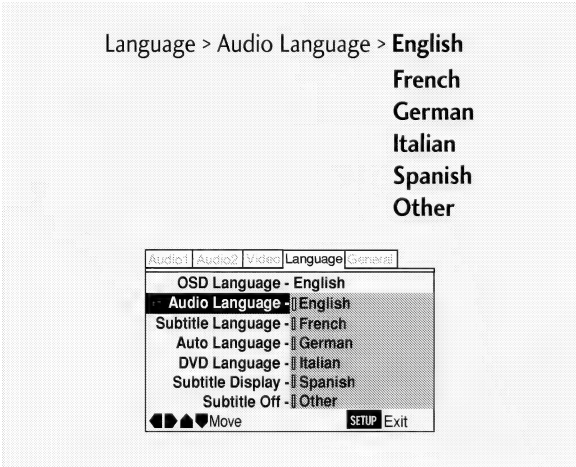 Language > Audio Language > English
French
German
Italian
Spanish
Other
Audio1 Audio2 Video Language General
OSD Language - English
Audio Language - English
Subtitle Language - French
Auto Language - German
DVD Language - Italian
Subtitle Display - Spanish
Subtitle Off - Other
Move SETUP Exit